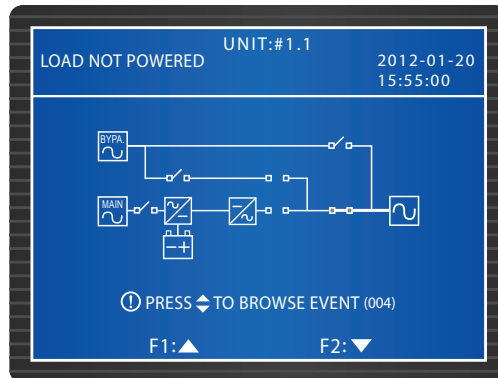 UNIT:#1.1
LOAD NOT POWERED
2012-01-20
15:55:00
BYPA.
MAIN
PRESS TO BROWSE EVENT (004)
F1: F2: